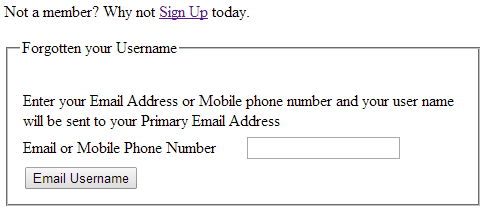 Not a member? Why not Sign Up today.
Forgotten your Username
Enter your Email Address or Mobile phone number and your user name
will be sent to your Primary Email Address
Email or Mobile Phone Number
Email Username